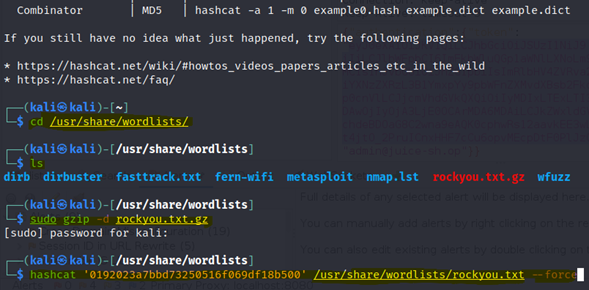 Combinator | MD5 | hashcat -a 1 -m 0 example0.hash example.dict example.dict
If you still have no idea what just happened, try the following pages:
* https://hashcat.net/wiki/#howtos_videos_papers_articles_etc_in_the_wild
* https://hashcat.net/faq/
┌──(kali㉿kali)-[~]
└─$ cd /usr/share/wordlists/
┌──(kali㉿kali)-[/usr/share/wordlists]
└─$ ls
dirb dirbuster fasttrack.txt fern-wifi metasploit nmap.lst rockyou.txt.gz wfuzz
┌──(kali㉿kali)-[/usr/share/wordlists]
└─$ sudo gzip -d rockyou.txt.gz
[sudo] password for kali:
┌──(kali㉿kali)-[/usr/share/wordlists]
└─$ hashcat '0192023a7bbd73250516f069df18b500' /usr/share/wordlists/rockyou.txt --force